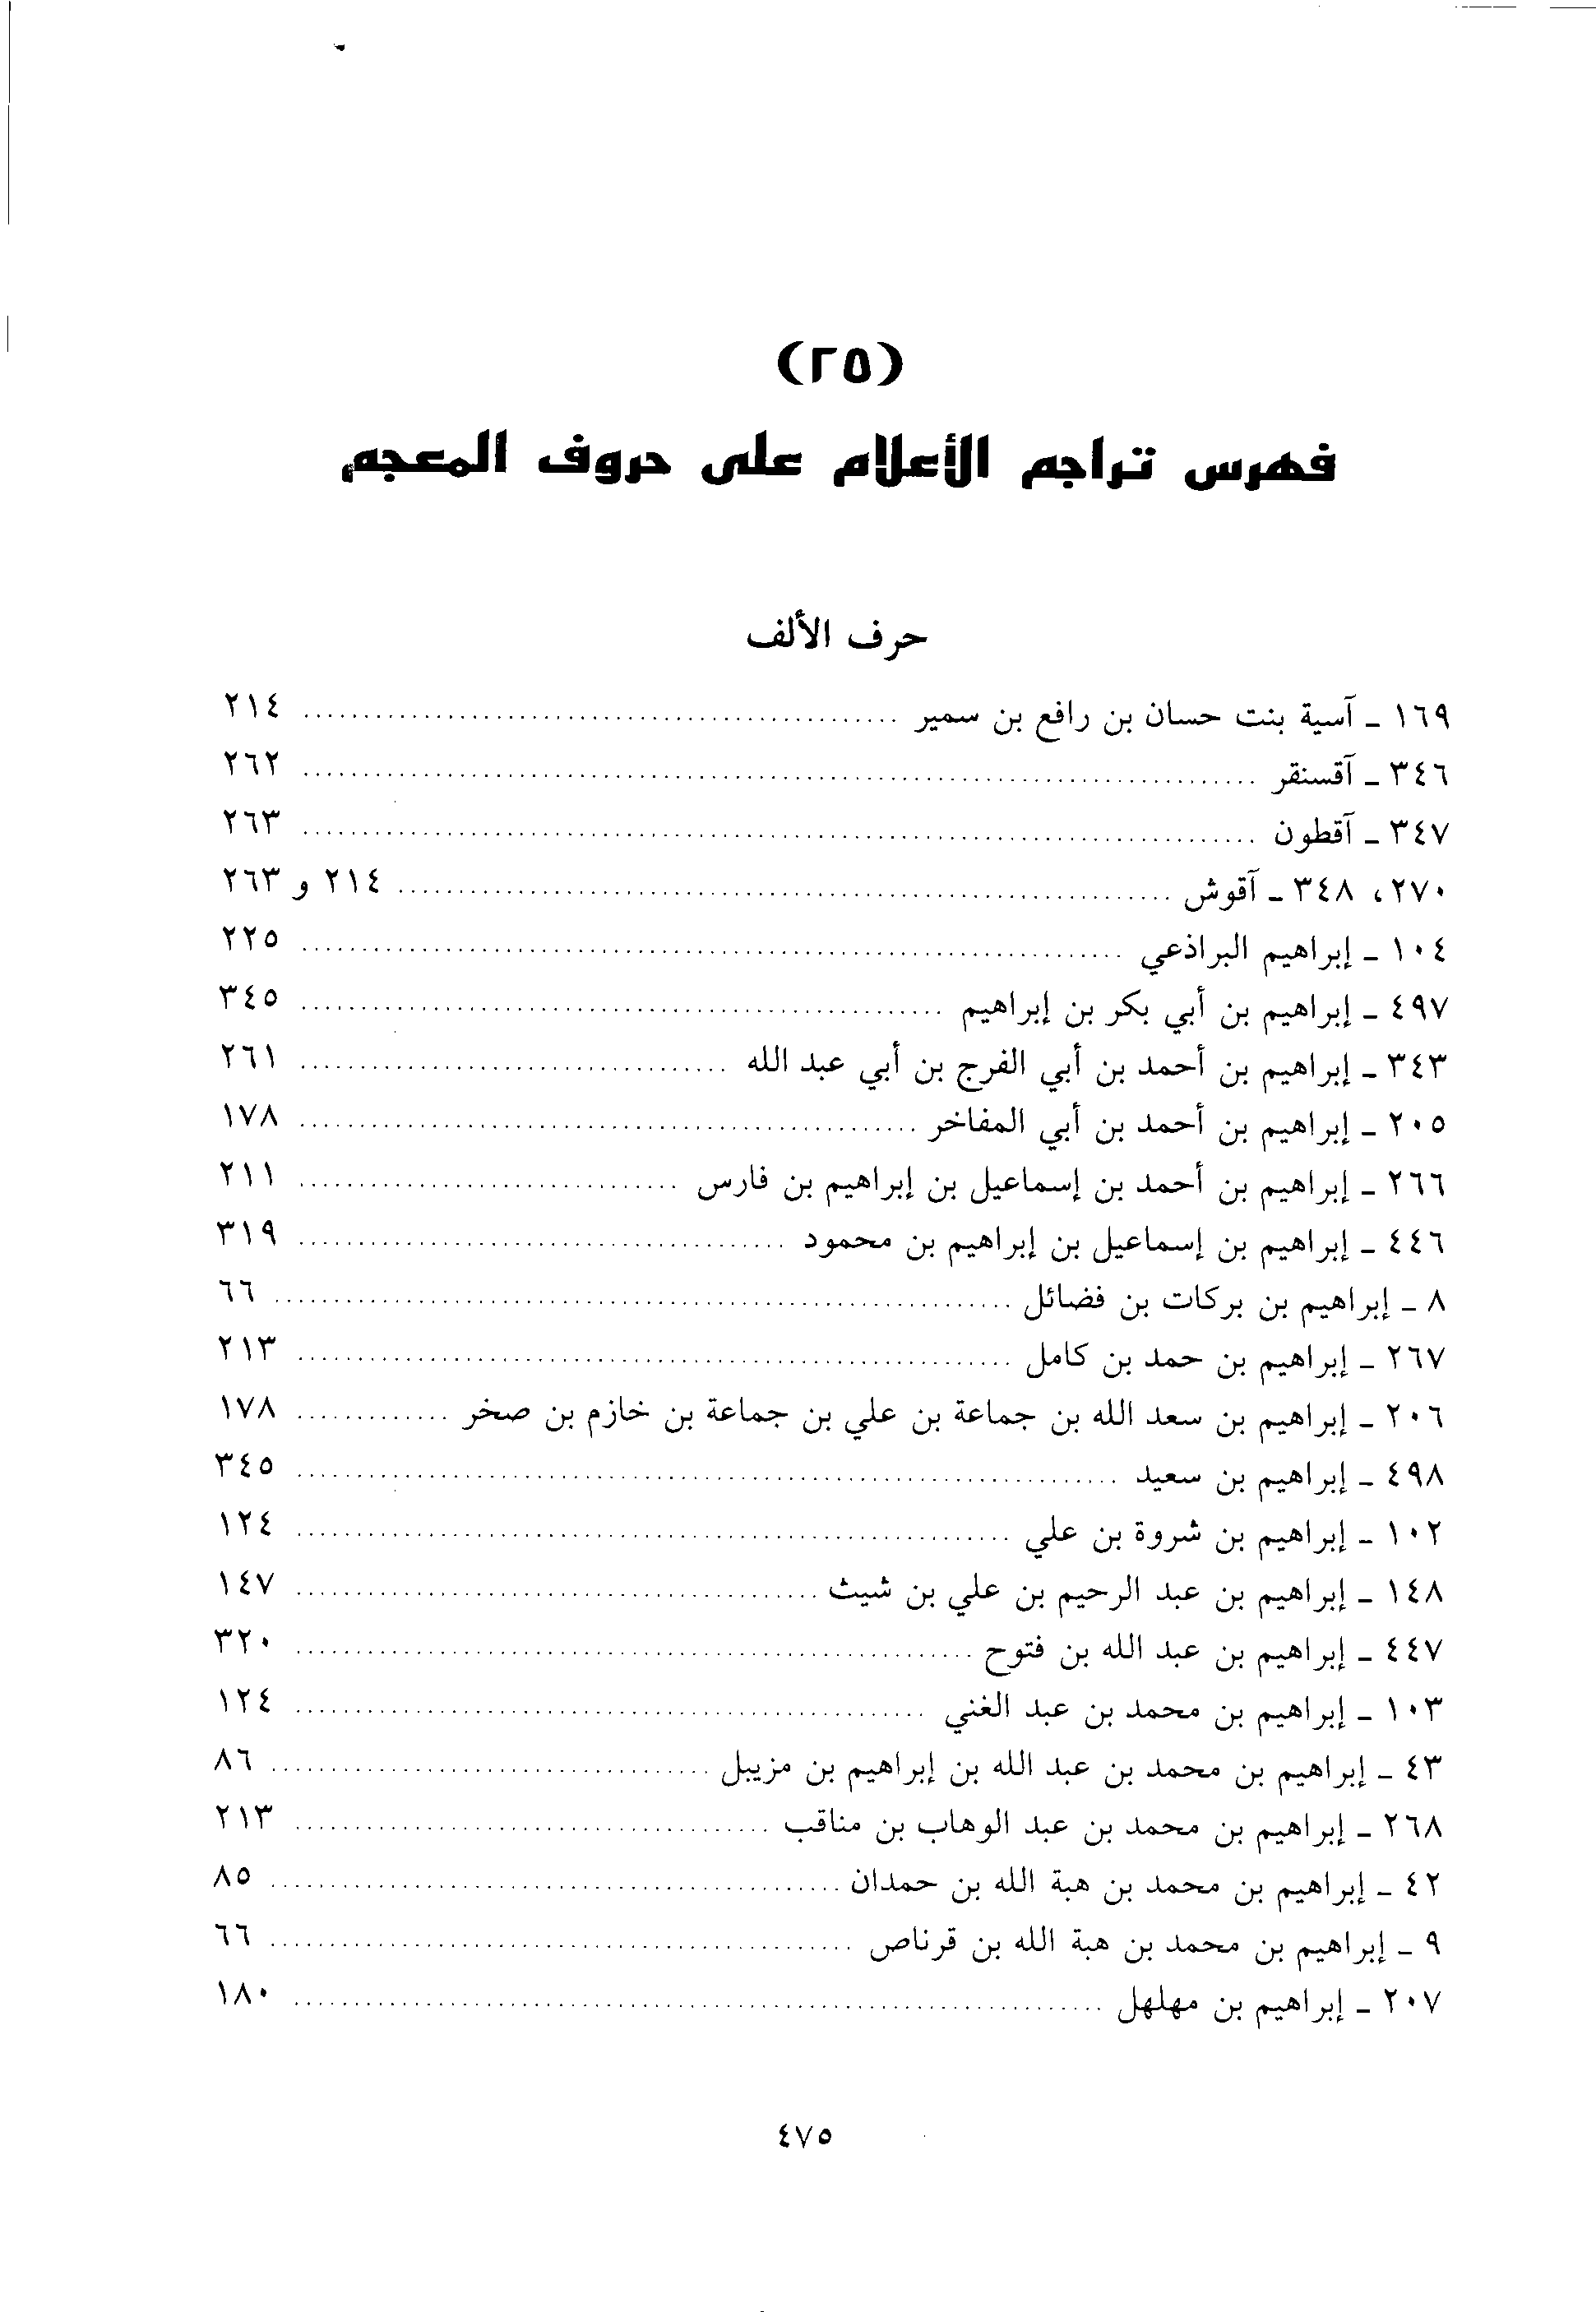 (٢٥)
فهرس تراجم الأعلام على حروف المعجم
حرف الألف
١٦٩ ـ آسية بنت حسان بن رافع بن سمير ................ ٢١٤
٣٤٦ ـ آقسنقر ................ ٢٦٢
٣٤٧ ـ آقطون ................ ٢٦٣
٢٧٠، ٣٤٨ ـ آقوش ................ ٢١٤ و ٢٦٣
١٠٤ ـ إبراهيم البراذعي ................ ٢٢٥
٤٩٧ ـ إبراهيم بن أبي بكر بن إبراهيم ................ ٣٤٥
٣٤٣ ـ إبراهيم بن أحمد بن أبي الفرج بن أبي عبد الله ................ ٢٦١
٢٠٥ ـ إبراهيم بن أحمد بن أبي المفاخر ................ ١٧٨
٢٦٦ ـ إبراهيم بن أحمد بن إسماعيل بن إبراهيم بن فارس ................ ٢١١
٤٤٦ ـ إبراهيم بن إسماعيل بن إبراهيم بن محمود ................ ٣١٩
٨ ـ إبراهيم بن بركات بن فضائل ................ ٦٦
٢٦٧ ـ إبراهيم بن حمد بن كامل ................ ٢١٣
٢٠٦ ـ إبراهيم بن سعد الله بن جماعة بن علي بن جماعة بن خازم بن صخر ............. ١٧٨
٤٩٨ ـ إبراهيم بن سعيد ................ ٣٤٥
١٠٢ ـ إبراهيم بن شروة بن علي ................ ١٢٤
١٤٨ ـ إبراهيم بن عبد الرحيم بن علي بن شيث ................ ١٤٧
٤٤٧ ـ إبراهيم بن عبد الله بن فتوح ................ ٣٢٠
١٠٣ ـ إبراهيم بن محمد بن عبد الغني ................ ١٢٤
٤٣ ـ إبراهيم بن محمد بن عبد الله بن إبراهيم بن مزيبل ................ ٨٦
٢٦٨ ـ إبراهيم بن محمد بن عبد الوهاب بن مناقب ................ ٢١٣
٤٢ ـ إبراهيم بن محمد بن هبة الله بن حمدان ................ ٨٥
٩ ـ إبراهيم بن محمد بن هبة الله بن قرناص ................ ٦٦
٢٠٧ ـ إبراهيم بن مهلهل ................ ١٨٠
٤٧٥